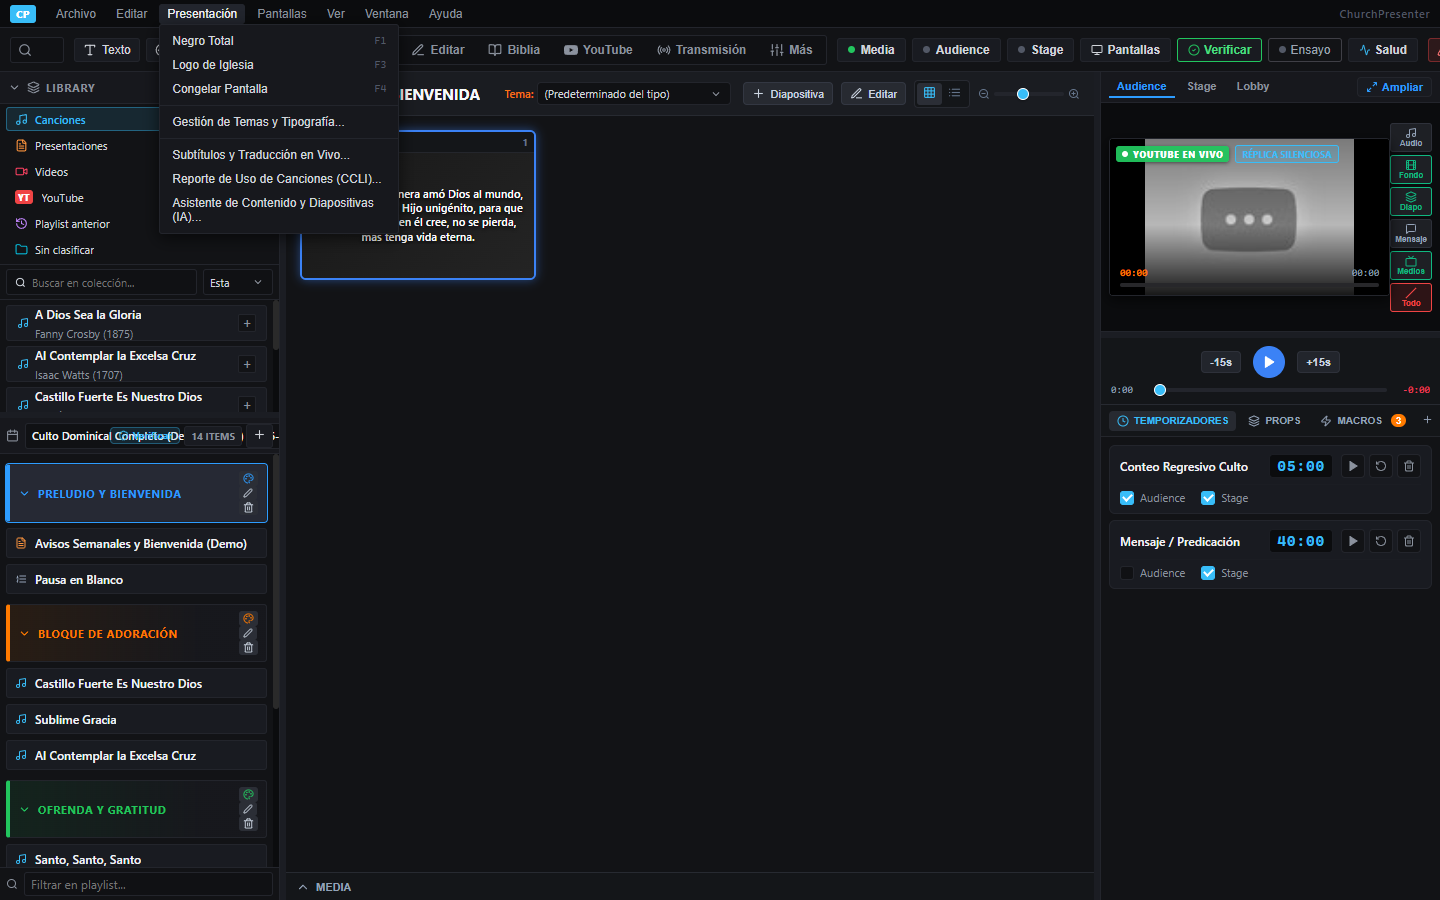 CP Archivo Editar Presentación Pantallas Ver Ventana Ayuda ChurchPresenter
Texto Editar Biblia YouTube Transmisión Más Media Audience Stage Pantallas Verificar Ensayo Salud
Negro Total F1
Logo de Iglesia F3
Congelar Pantalla F4
Gestión de Temas y Tipografía...
Subtítulos y Traducción en Vivo...
Reporte de Uso de Canciones (CCLI)...
Asistente de Contenido y Diapositivas
(IA)...
LIBRARY
Canciones
Presentaciones
Videos
YT YouTube
Playlist anterior
Sin clasificar
Buscar en colección... Esta
A Dios Sea la Gloria
Fanny Crosby (1875)
Al Contemplar la Excelsa Cruz
Isaac Watts (1707)
Castillo Fuerte Es Nuestro Dios
Culto Dominical Completo (De 14 ITEMS
PRELUDIO Y BIENVENIDA
Avisos Semanales y Bienvenida (Demo)
Pausa en Blanco
BLOQUE DE ADORACIÓN
Castillo Fuerte Es Nuestro Dios
Sublime Gracia
Al Contemplar la Excelsa Cruz
OFRENDA Y GRATITUD
Santo, Santo, Santo
Filtrar en playlist...
IENVENIDA Tema: (Predeterminado del tipo) Diapositiva Editar
1
nera amó Dios al mundo,
Hijo unigénito, para que
en él cree, no se pierda,
mas tenga vida eterna.
MEDIA
Audience Stage Lobby Ampliar
YOUTUBE EN VIVO RÉPLICA SILENCIOSA
00:00 00:00
Audio
Fondo
Diapo
Mensaje
Medios
Todo
-15s +15s
0:00 -0:00
TEMPORIZADORES PROPS MACROS 3
Conteo Regresivo Culto 05:00
Audience Stage
Mensaje / Predicación 40:00
Audience Stage